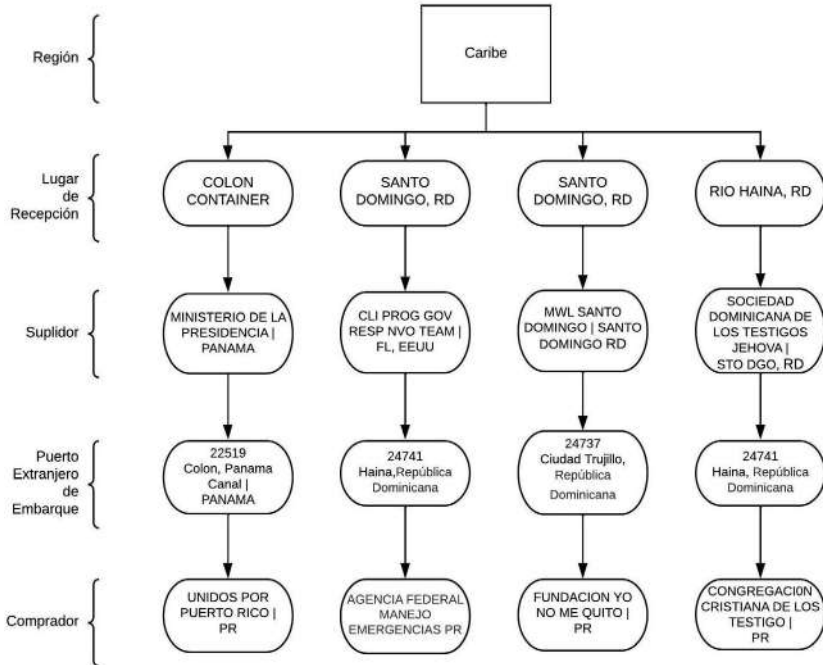 Región
Caribe
Lugar
de
Recepción
COLON
CONTAINER
SANTO
DOMINGO, RD
SANTO
DOMINGO, RD
RIO HAINA, RD
Suplidor
MINISTERIO DE LA
PRESIDENCIA |
PANAMA
CLI PROG GOV
RESP NVO TEAM |
FL, EEUU
MWL SANTO
DOMINGO | SANTO
DOMINGO RD
SOCIEDAD
DOMINICANA DE
LOS TESTIGOS
JEHOVA |
STO DGO, RD
Puerto
Extranjero
de
Embarque
22519
Colon, Panama
Canal |
PANAMA
24741
Haina,República
Dominicana
24737
Ciudad Trujillo,
República
Dominicana
24741
Haina, República
Dominicana
Comprador
UNIDOS POR
PUERTO RICO |
PR
AGENCIA FEDERAL
MANEJO
EMERGENCIAS PR
FUNDACION YO
NO ME QUITO |
PR
CONGREGACI0N
CRISTIANA DE LOS
TESTIGO |
PR